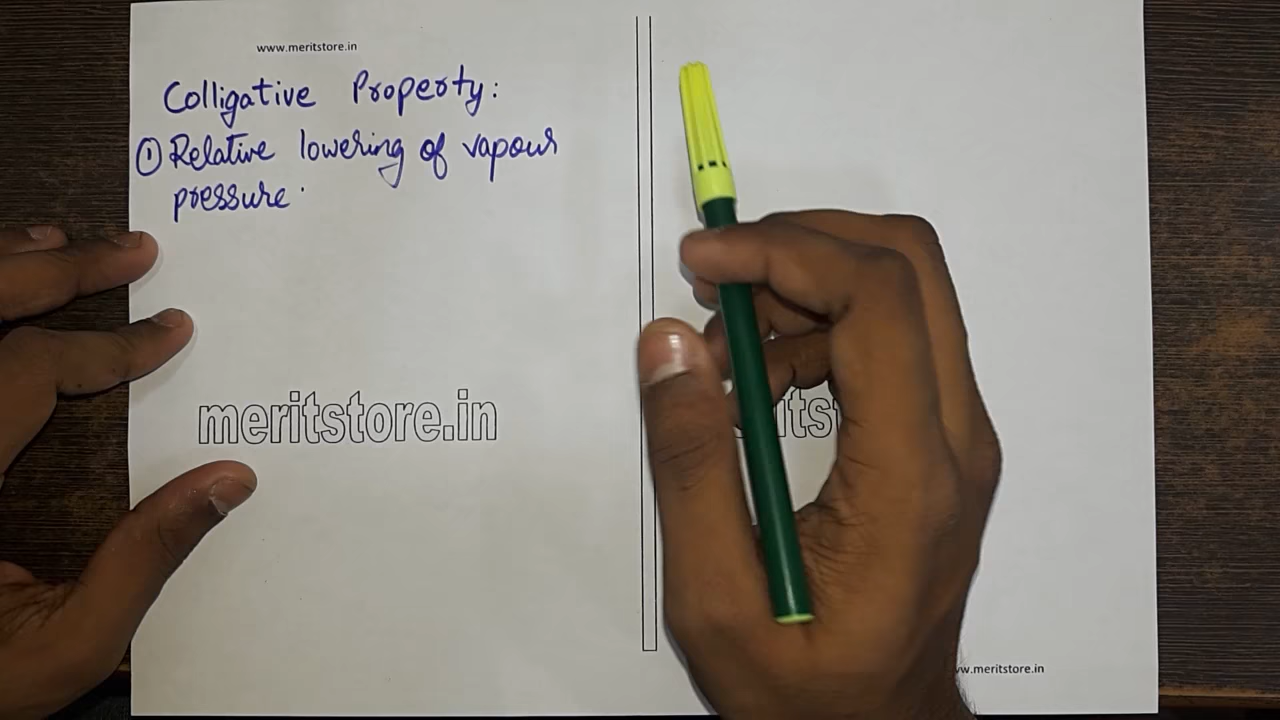 www.meritstore.in
Colligative Property:
① Relative lowering of vapour
pressure.
meritstore.in
www.meritstore.in